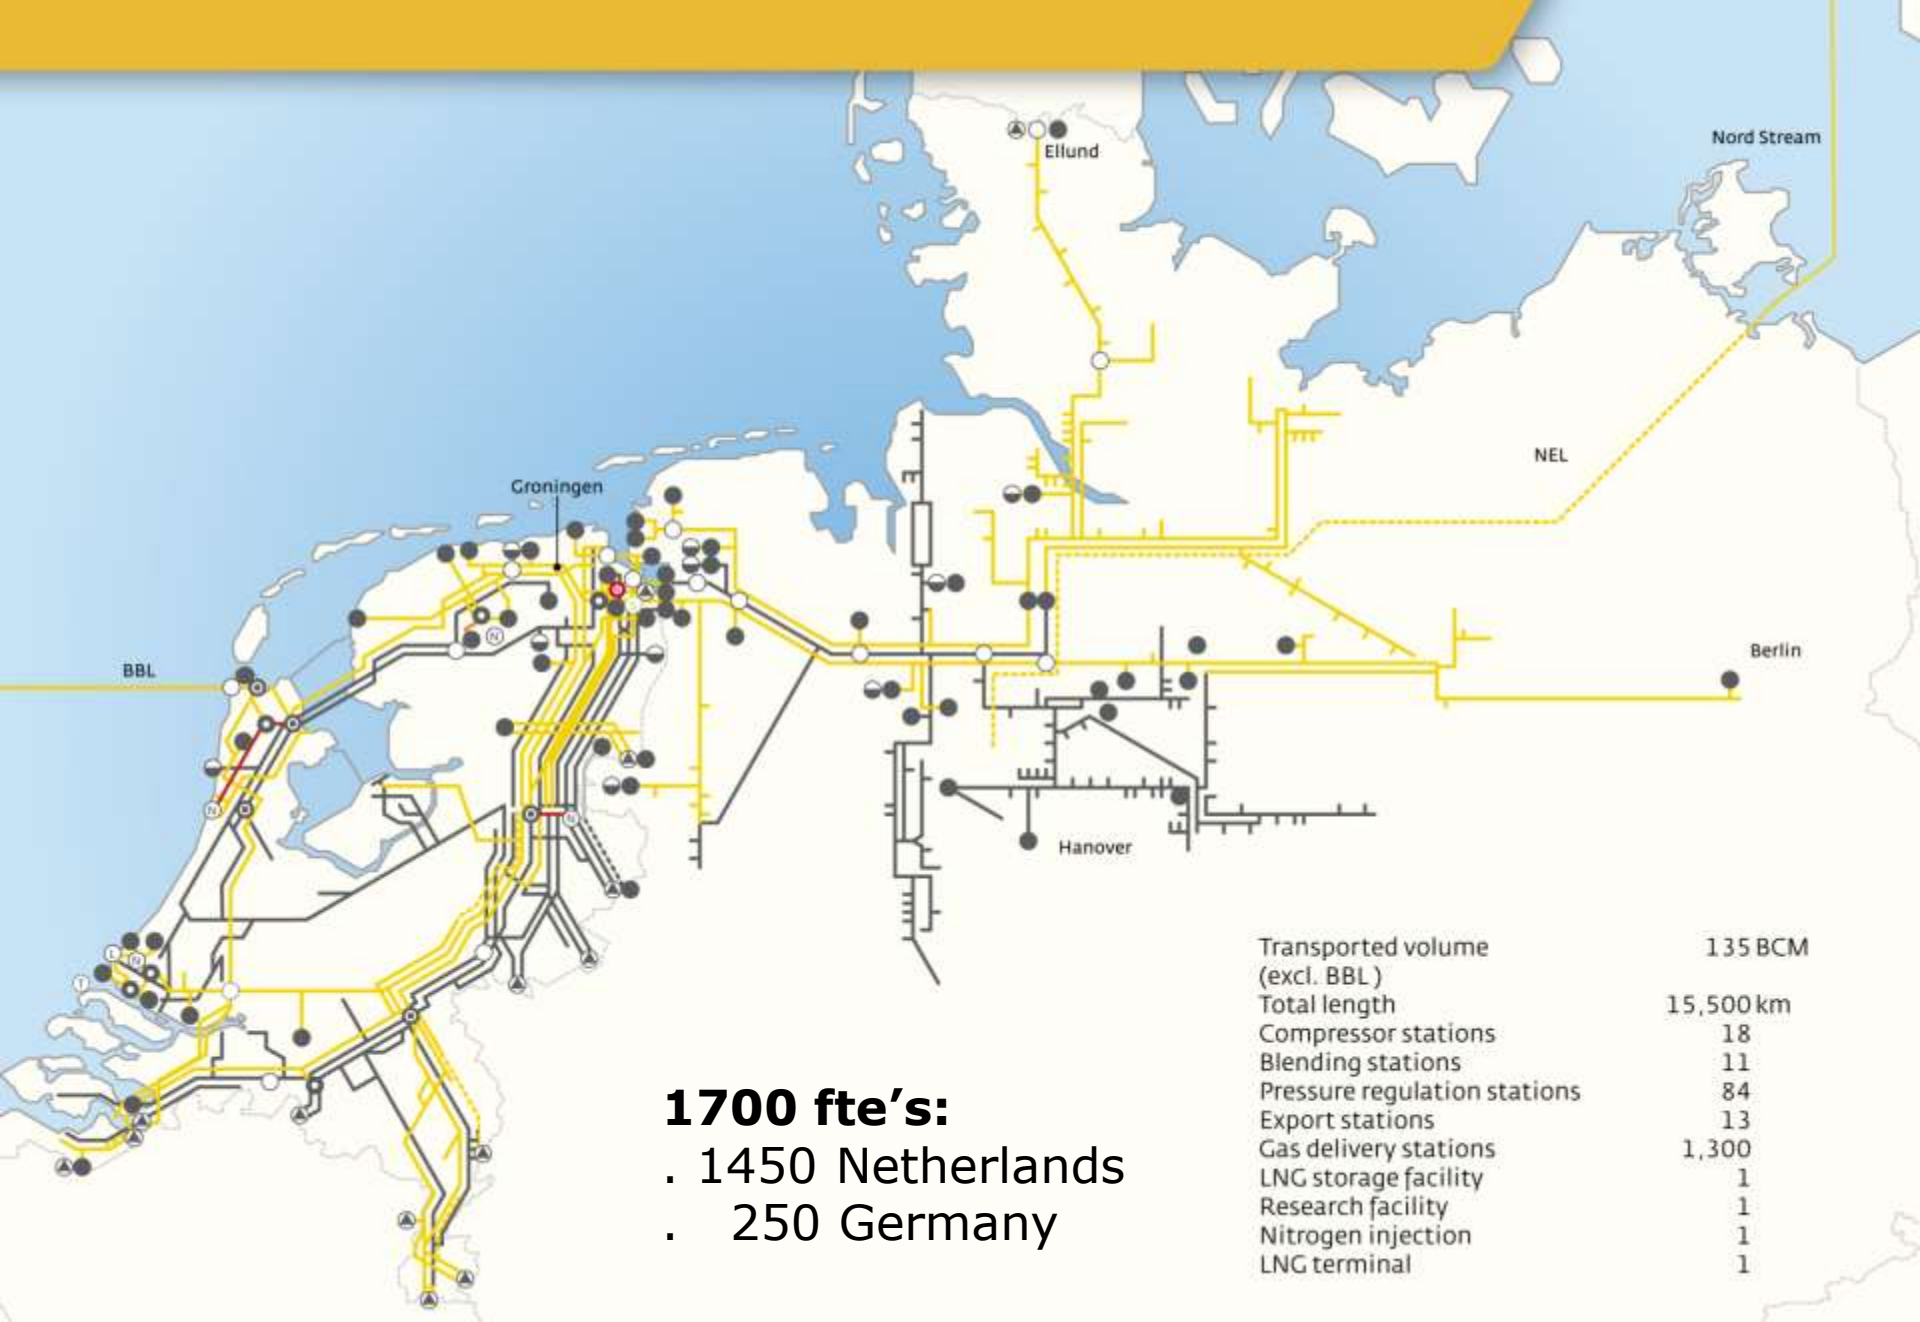 Nord Stream
Ellund
NEL
Groningen
BBL
Berlin
Hanover
N
N
N
L
N
T
S
1700 fte’s:
. 1450 Netherlands
. 250 Germany
Transported volume 135 BCM
(excl. BBL)
Total length 15,500 km
Compressor stations 18
Blending stations 11
Pressure regulation stations 84
Export stations 13
Gas delivery stations 1,300
LNG storage facility 1
Research facility 1
Nitrogen injection 1
LNG terminal 1